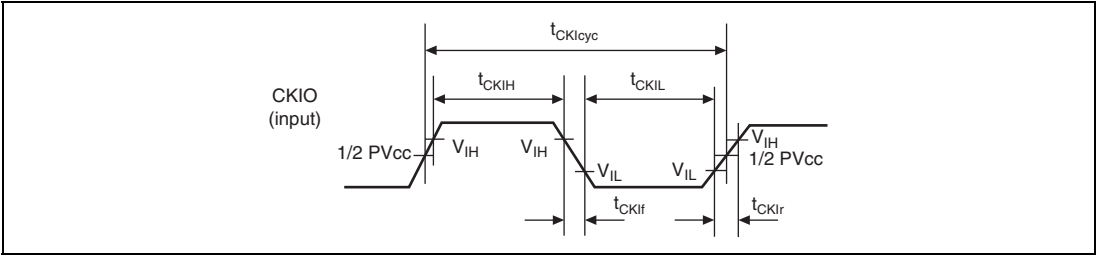 tCKIcyc
tCKIH
tCKIL
CKIO
(input)
1/2 PVcc
VIH
VIH
VIL
VIL
VIH
1/2 PVcc
tCKIf
tCKIr